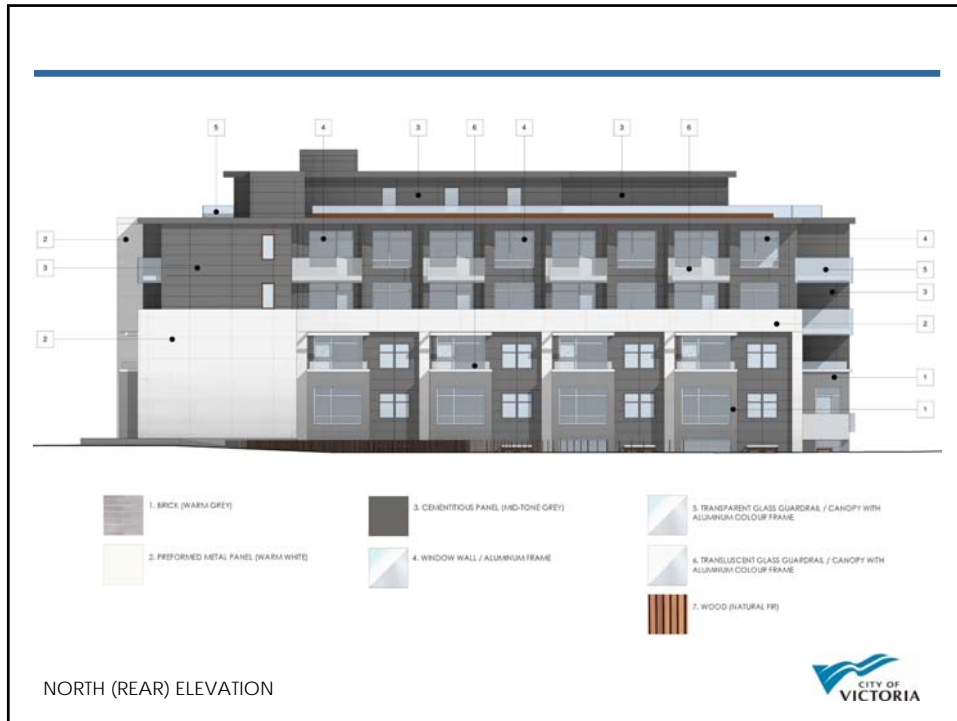 5 4 3 6 4 3 6
2
3
2
4
5
3
2
1
1
1. BRICK (WARM GREY)
2. PREFORMED METAL PANEL (WARM WHITE)
3. CEMENTITIOUS PANEL (MID-TONE GREY)
4. WINDOW WALL / ALUMINUM FRAME
5. TRANSPARENT GLASS GUARDRAIL / CANOPY WITH
ALUMINUM COLOUR FRAME
6. TRANSLUSCENT GLASS GUARDRAIL / CANOPY WITH
ALUMINUM COLOUR FRAME
7. WOOD (NATURAL FIR)
NORTH (REAR) ELEVATION
CITY OF
VICTORIA